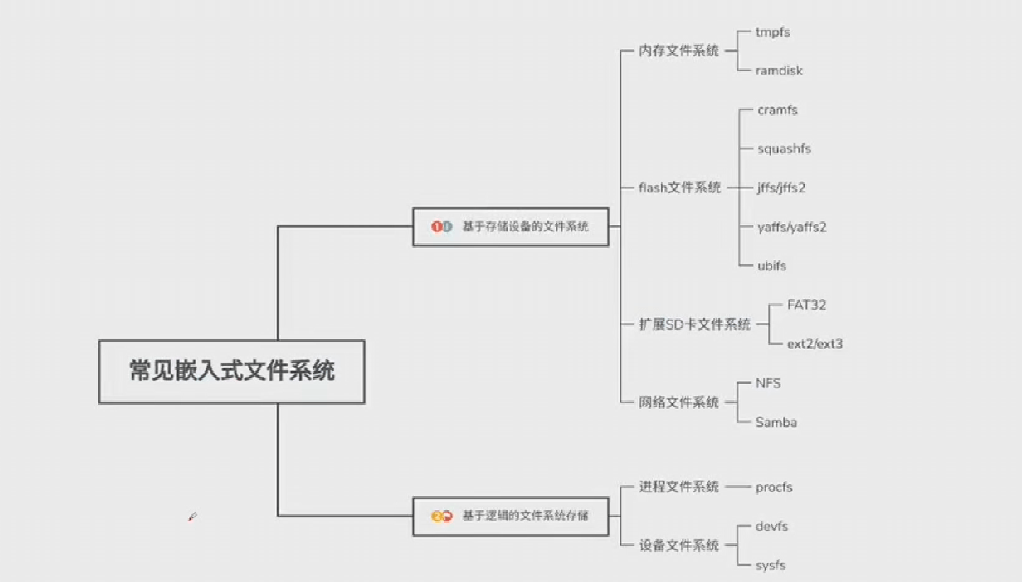 常见嵌入式文件系统
基于存储设备的文件系统
内存文件系统
tmpfs
ramdisk
flash文件系统
cramfs
squashfs
jffs/jffs2
yaffs/yaffs2
ubifs
扩展SD卡文件系统
FAT32
ext2/ext3
网络文件系统
NFS
Samba
基于逻辑的文件系统存储
进程文件系统
procfs
设备文件系统
devfs
sysfs